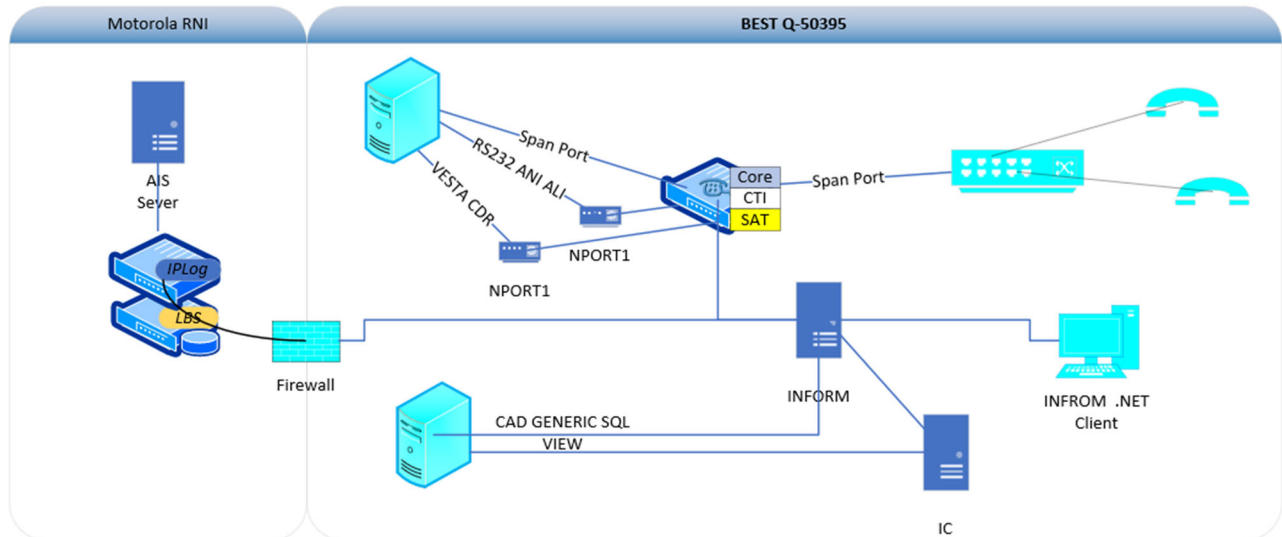 Motorola RNI
BEST Q-50395
AIS
Sever
IPLog
LBS
Firewall
Span Port
RS232 ANI ALI
VESTA CDR
NPORT1
NPORT1
Core
CTI
SAT
Span Port
INFORM
INFROM .NET
Client
CAD GENERIC SQL
VIEW
IC